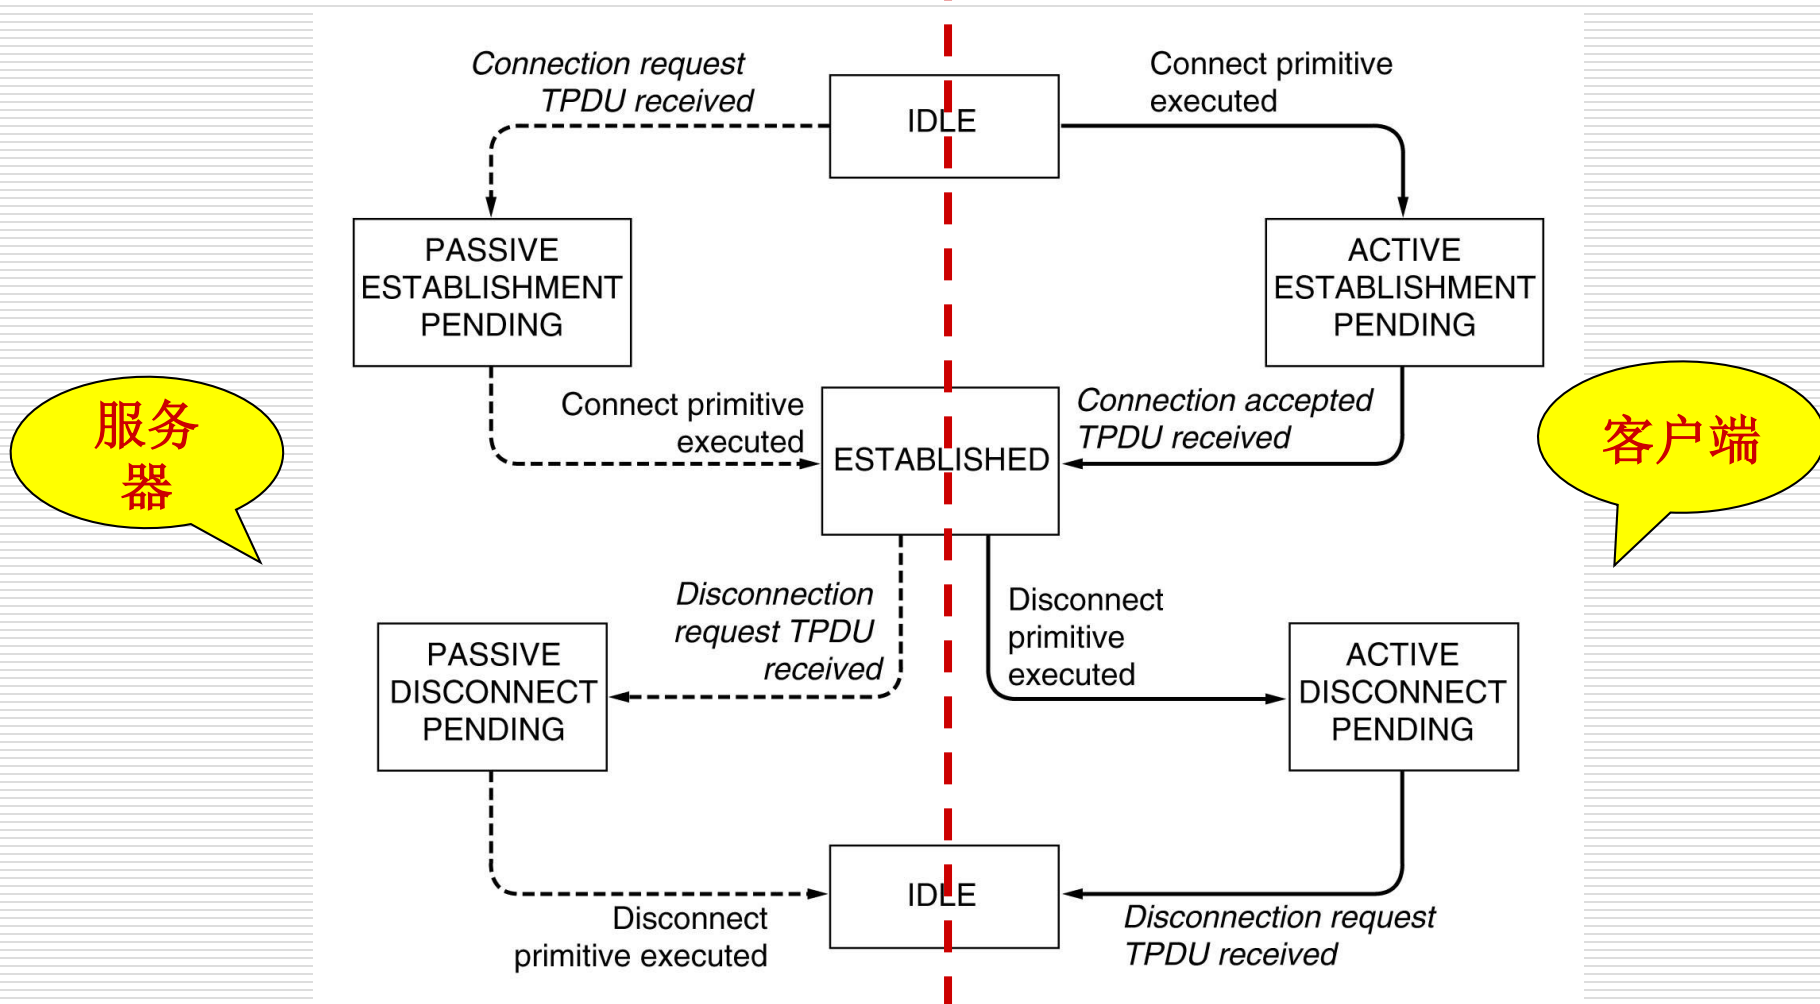 Connection request
TPDU received
IDLE
Connect primitive
executed
PASSIVE
ESTABLISHMENT
PENDING
ACTIVE
ESTABLISHMENT
PENDING
服务
器
Connect primitive
executed
ESTABLISHED
Connection accepted
TPDU received
客户端
Disconnection
request TPDU
received
Disconnect
primitive
executed
PASSIVE
DISCONNECT
PENDING
ACTIVE
DISCONNECT
PENDING
Disconnect
primitive executed
IDLE
Disconnection request
TPDU received